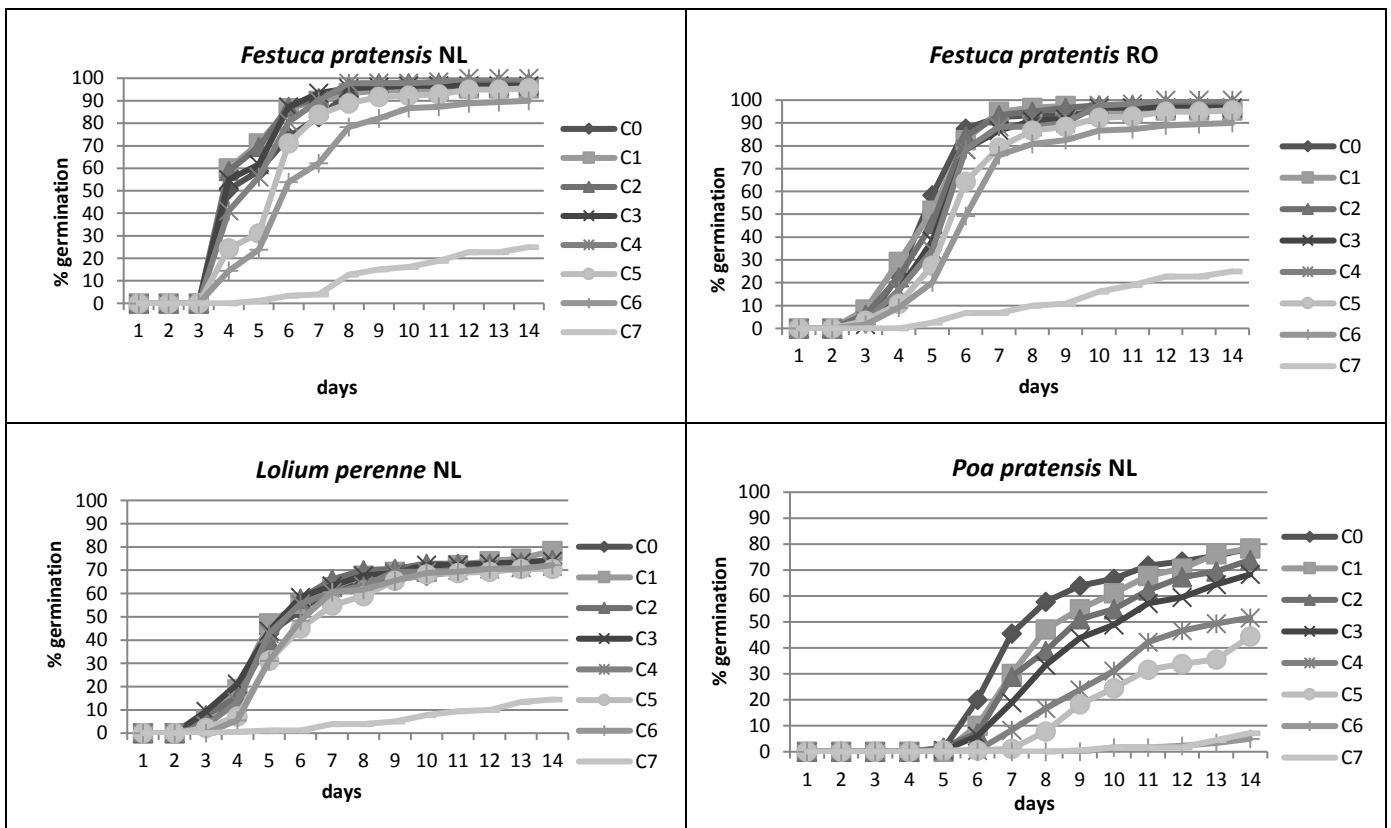 Festuca pratensis NL
% germination
100
90
80
70
60
50
40
30
20
10
0
1 2 3 4 5 6 7 8 9 10 11 12 13 14
days
C0
C1
C2
C3
C4
C5
C6
C7
Festuca pratentis RO
% germination
100
90
80
70
60
50
40
30
20
10
0
1 2 3 4 5 6 7 8 9 10 11 12 13 14
days
C0
C1
C2
C3
C4
C5
C6
C7
Lolium perenne NL
% germination
100
90
80
70
60
50
40
30
20
10
0
1 2 3 4 5 6 7 8 9 10 11 12 13 14
days
C0
C1
C2
C3
C4
C5
C6
C7
Poa pratensis NL
% germination
100
90
80
70
60
50
40
30
20
10
0
1 2 3 4 5 6 7 8 9 10 11 12 13 14
days
C0
C1
C2
C3
C4
C5
C6
C7